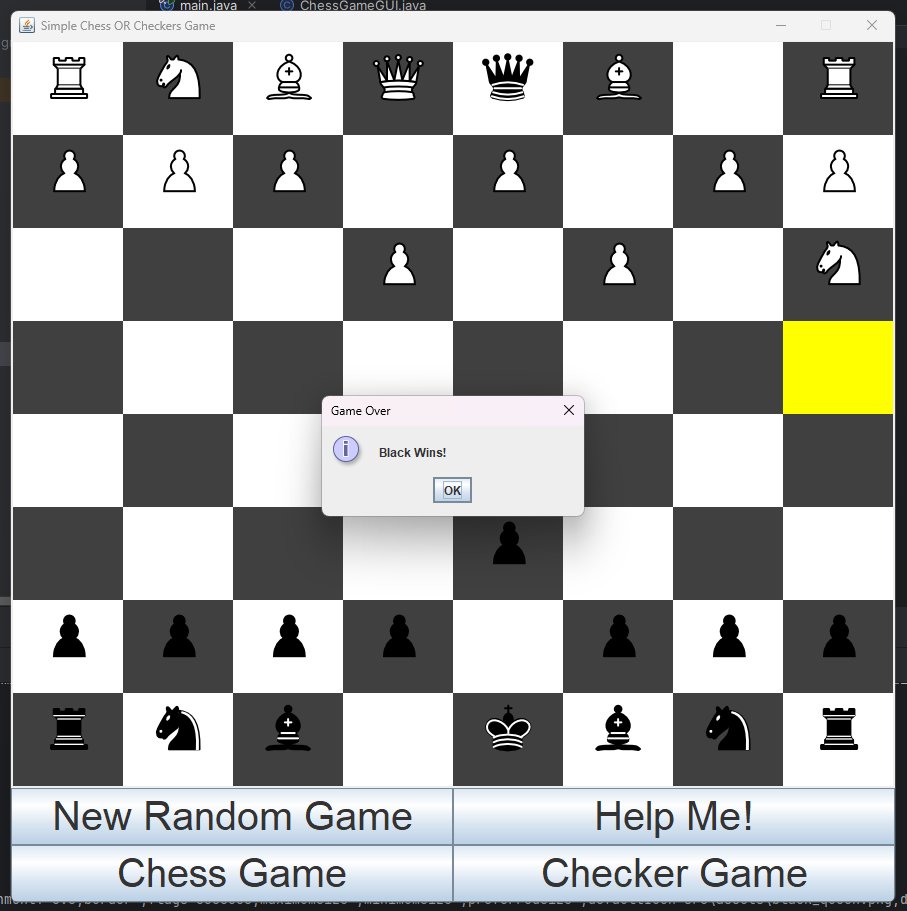 main.java × ChessGameGUI.java
Simple Chess OR Checkers Game
Game Over
i
Black Wins!
OK
New Random Game
Help Me!
Chess Game
Checker Game